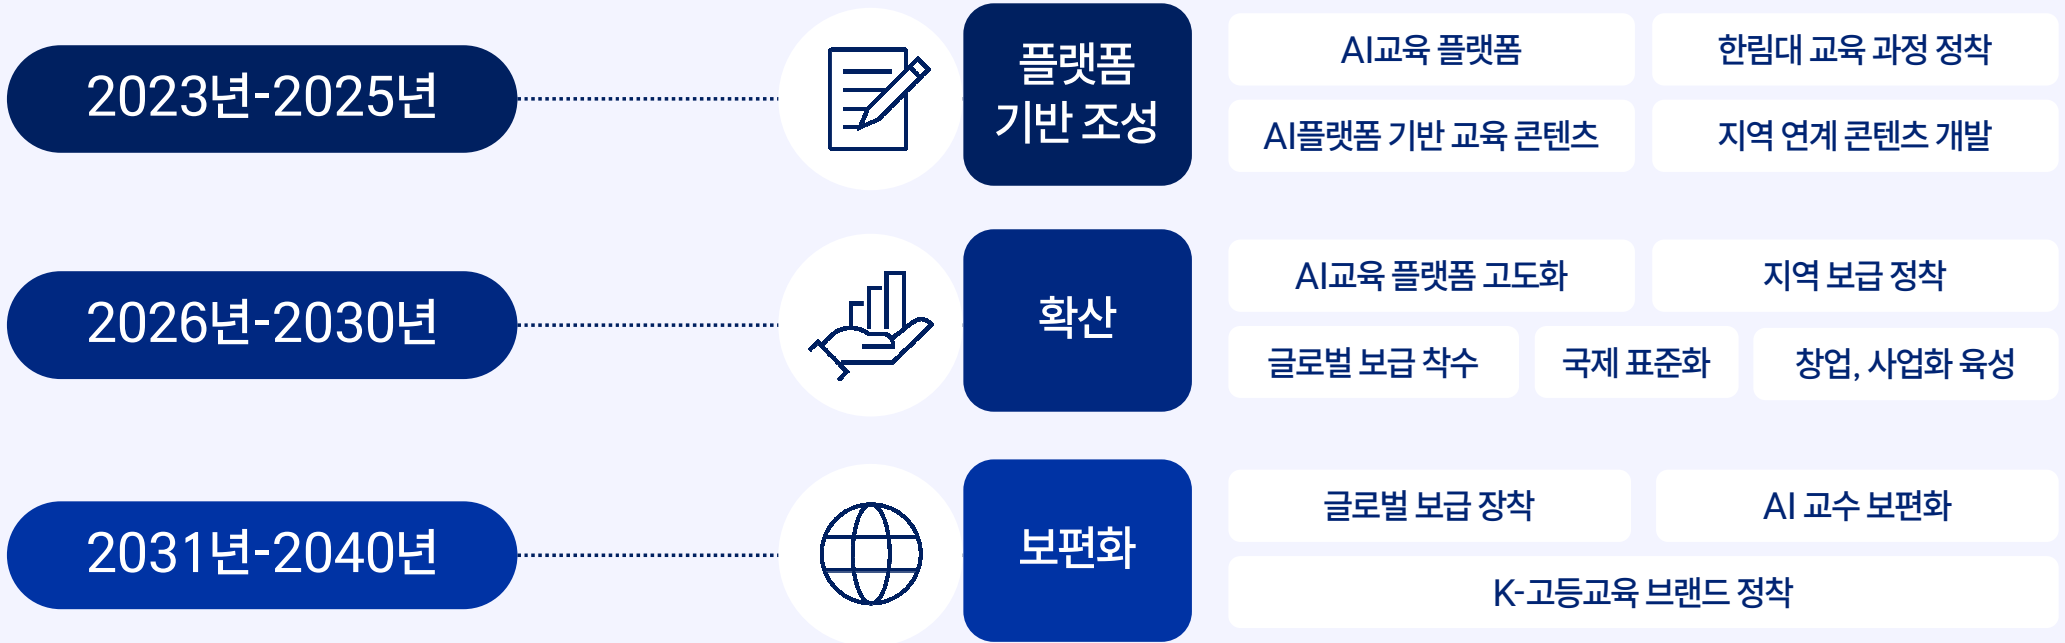 2023년-2025년
플랫폼
기반 조성
AI교육 플랫폼
한림대 교육 과정 정착
AI플랫폼 기반 교육 콘텐츠
지역 연계 콘텐츠 개발
2026년-2030년
확산
AI교육 플랫폼 고도화
지역 보급 정착
글로벌 보급 착수
국제 표준화
창업, 사업화 육성
2031년-2040년
보편화
글로벌 보급 장착
AI 교수 보편화
K-고등교육 브랜드 정착